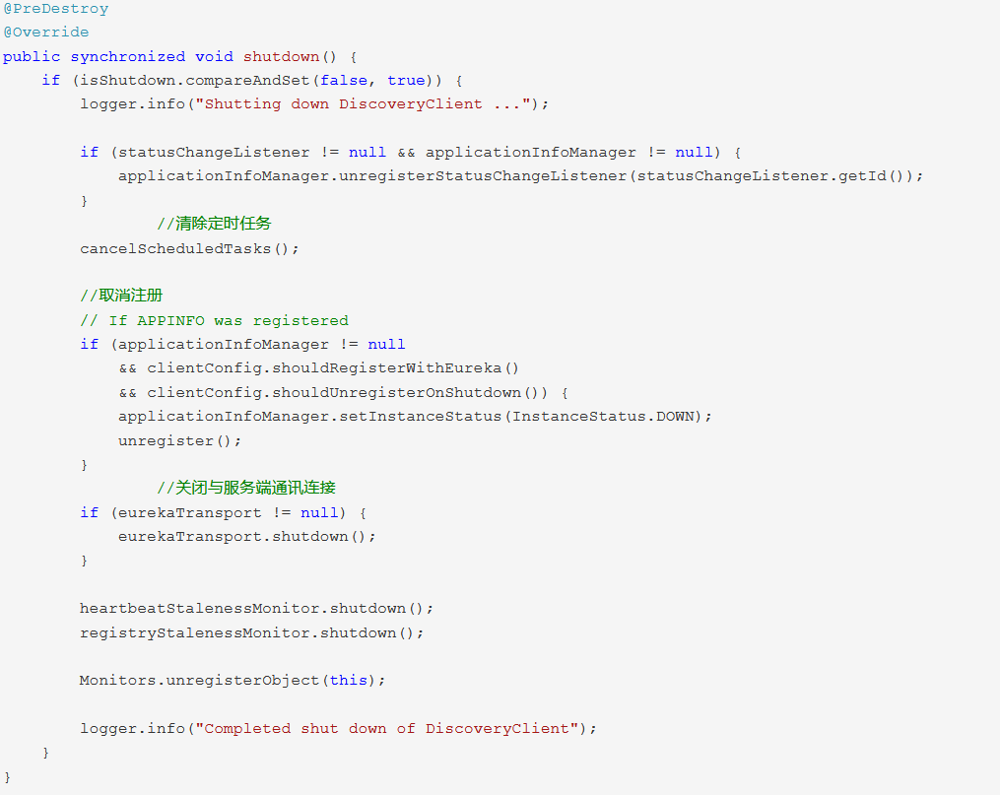 @PreDestroy
@Override
public synchronized void shutdown() {
    if (isShutdown.compareAndSet(false, true)) {
        logger.info("Shutting down DiscoveryClient ...");

        if (statusChangeListener != null && applicationInfoManager != null) {
            applicationInfoManager.unregisterStatusChangeListener(statusChangeListener.getId());
        }
                //清除定时任务
        cancelScheduledTasks();

        //取消注册
        // If APPINFO was registered
        if (applicationInfoManager != null
            && clientConfig.shouldRegisterWithEureka()
            && clientConfig.shouldUnregisterOnShutdown()) {
            applicationInfoManager.setInstanceStatus(InstanceStatus.DOWN);
            unregister();
        }
                //关闭与服务端通讯连接
        if (eurekaTransport != null) {
            eurekaTransport.shutdown();
        }

        heartbeatStalenessMonitor.shutdown();
        registryStalenessMonitor.shutdown();

        Monitors.unregisterObject(this);

        logger.info("Completed shut down of DiscoveryClient");
    }
}